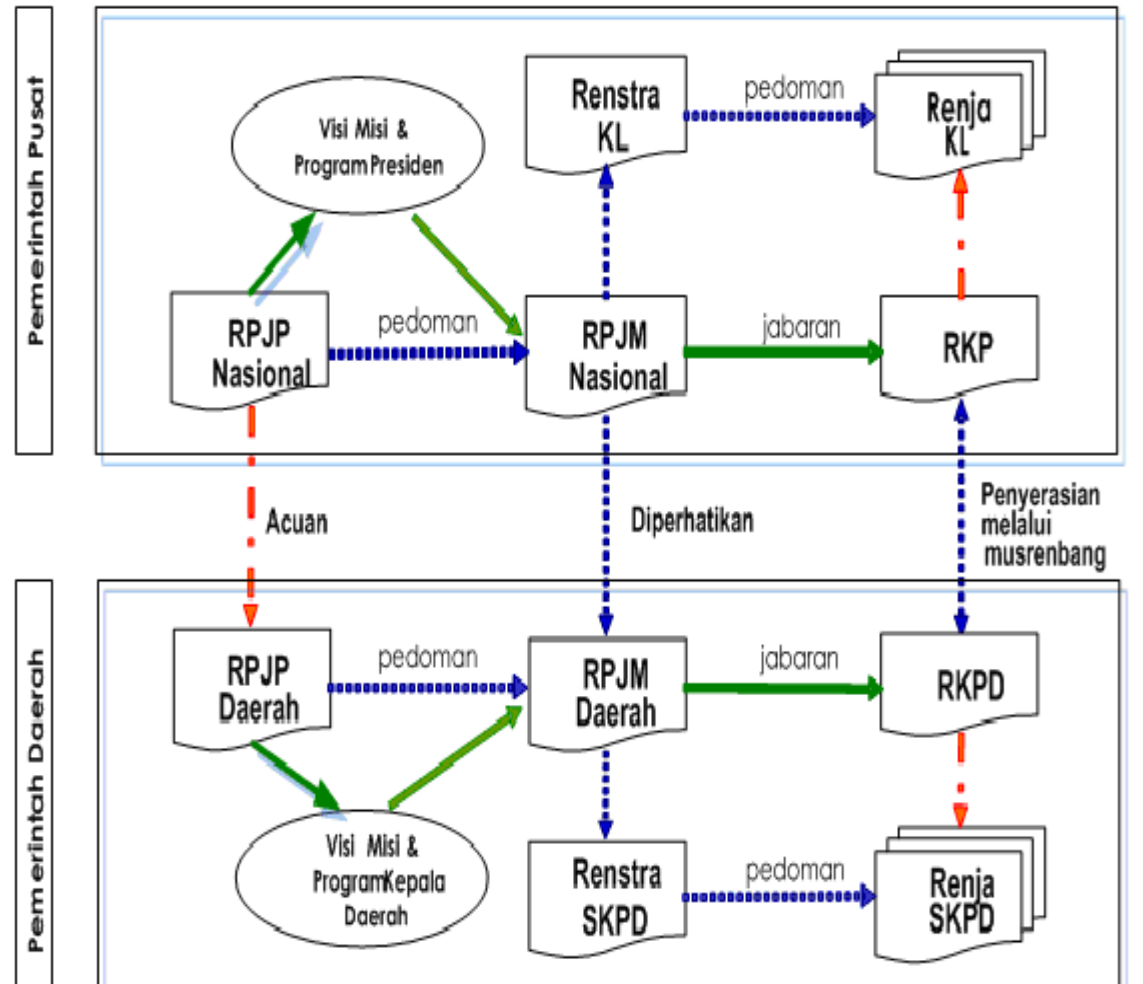 Pemerintah Pusat
Visi Misi &
Program Presiden
Renstra
KL
pedoman
Renja
KL
RPJP
Nasional
pedoman
RPJM
Nasional
jabaran
RKP
Acuan
Diperhatikan
Penyerasian
melalui
musrenbang
Pemerintah Daerah
RPJP
Daerah
pedoman
RPJM
Daerah
jabaran
RKPD
Visi Misi &
ProgramKepala
Daerah
Renstra
SKPD
pedoman
Renja
SKPD